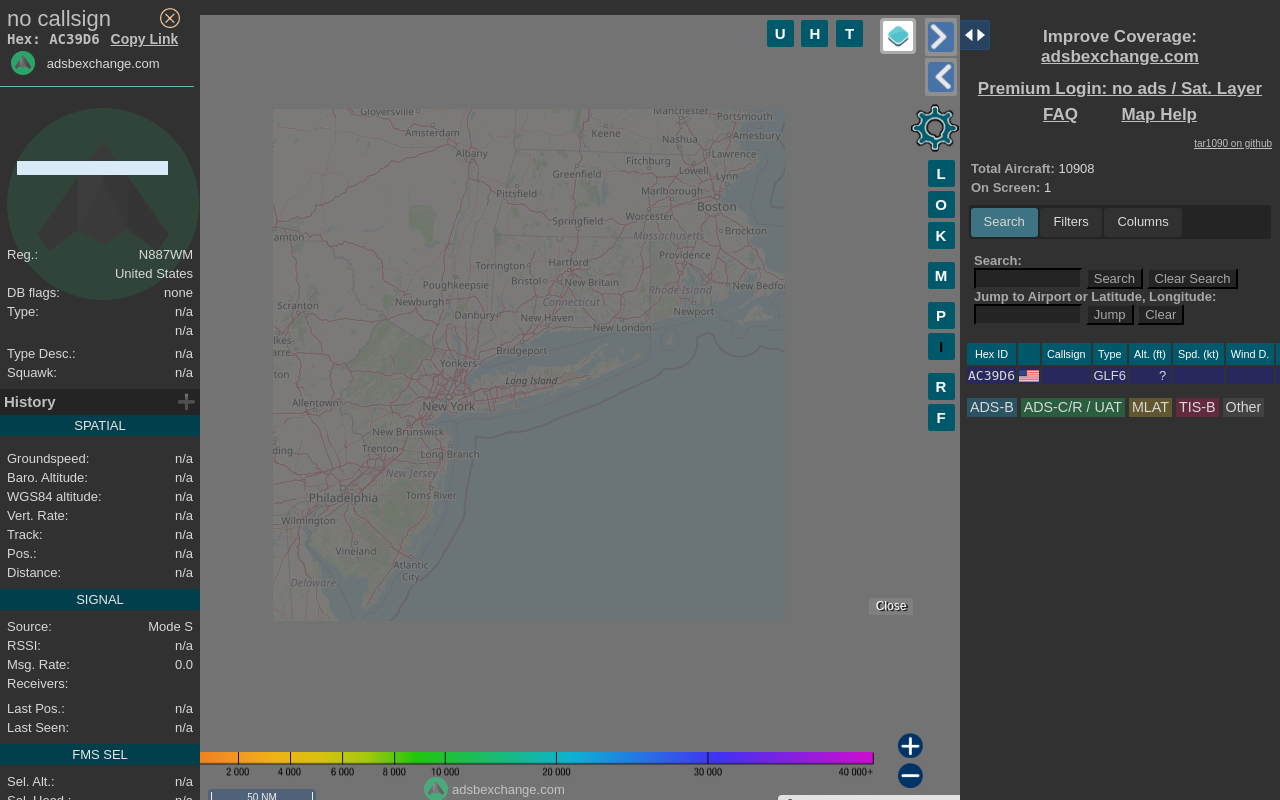 no callsign
Hex: AC39D6 Copy Link
adsbexchange.com
Reg.: N887WM
United States
DB flags: none
Type: n/a
n/a
Type Desc.: n/a
Squawk: n/a
History
SPATIAL
Groundspeed: n/a
Baro. Altitude: n/a
WGS84 altitude: n/a
Vert. Rate: n/a
Track: n/a
Pos.: n/a
Distance: n/a
SIGNAL
Source: Mode S
RSSI: n/a
Msg. Rate: 0.0
Receivers:
Last Pos.: n/a
Last Seen: n/a
FMS SEL
Sel. Alt.: n/a
Sel. Head.: n/a
U H T
L
O
K
M
P
I
R
F
Gloversville
Manchester
Portsmouth
Amsterdam
Keene
Amesbury
Nashua
Albany
Lawrence
Fitchburg
Lowell
Greenfield
Lynn
Pittsfield
Marlborough
Boston
Worcester
Springfield
Brockton
amton
Massachusetts
Providence
Torrington
Hartford
Poughkeepsie
Bristol
New Britain
Rhode Island
New Bedfor
Scranton
Newburgh
Connecticut
Newport
Danbury
New Haven
New London
lkes-
arre
Bridgeport
Yonkers
ton
Long Island
Allentown
New York
New Brunswick
Trenton
Long Branch
ding
New Jersey
Philadelphia
Toms River
Wilmington
Vineland
Atlantic
City
Delaware
Close
2 000 4 000 6 000 8 000 10 000 20 000 30 000 40 000+
adsbexchange.com
50 NM
Improve Coverage:
adsbexchange.com
Premium Login: no ads / Sat. Layer
FAQ Map Help
tar1090 on github
Total Aircraft: 10908
On Screen: 1
Search Filters Columns
Search:
Search Clear Search
Jump to Airport or Latitude, Longitude:
Jump Clear
Hex ID Callsign Type Alt. (ft) Spd. (kt) Wind D.
AC39D6 GLF6 ?
ADS-B ADS-C/R / UAT MLAT TIS-B Other